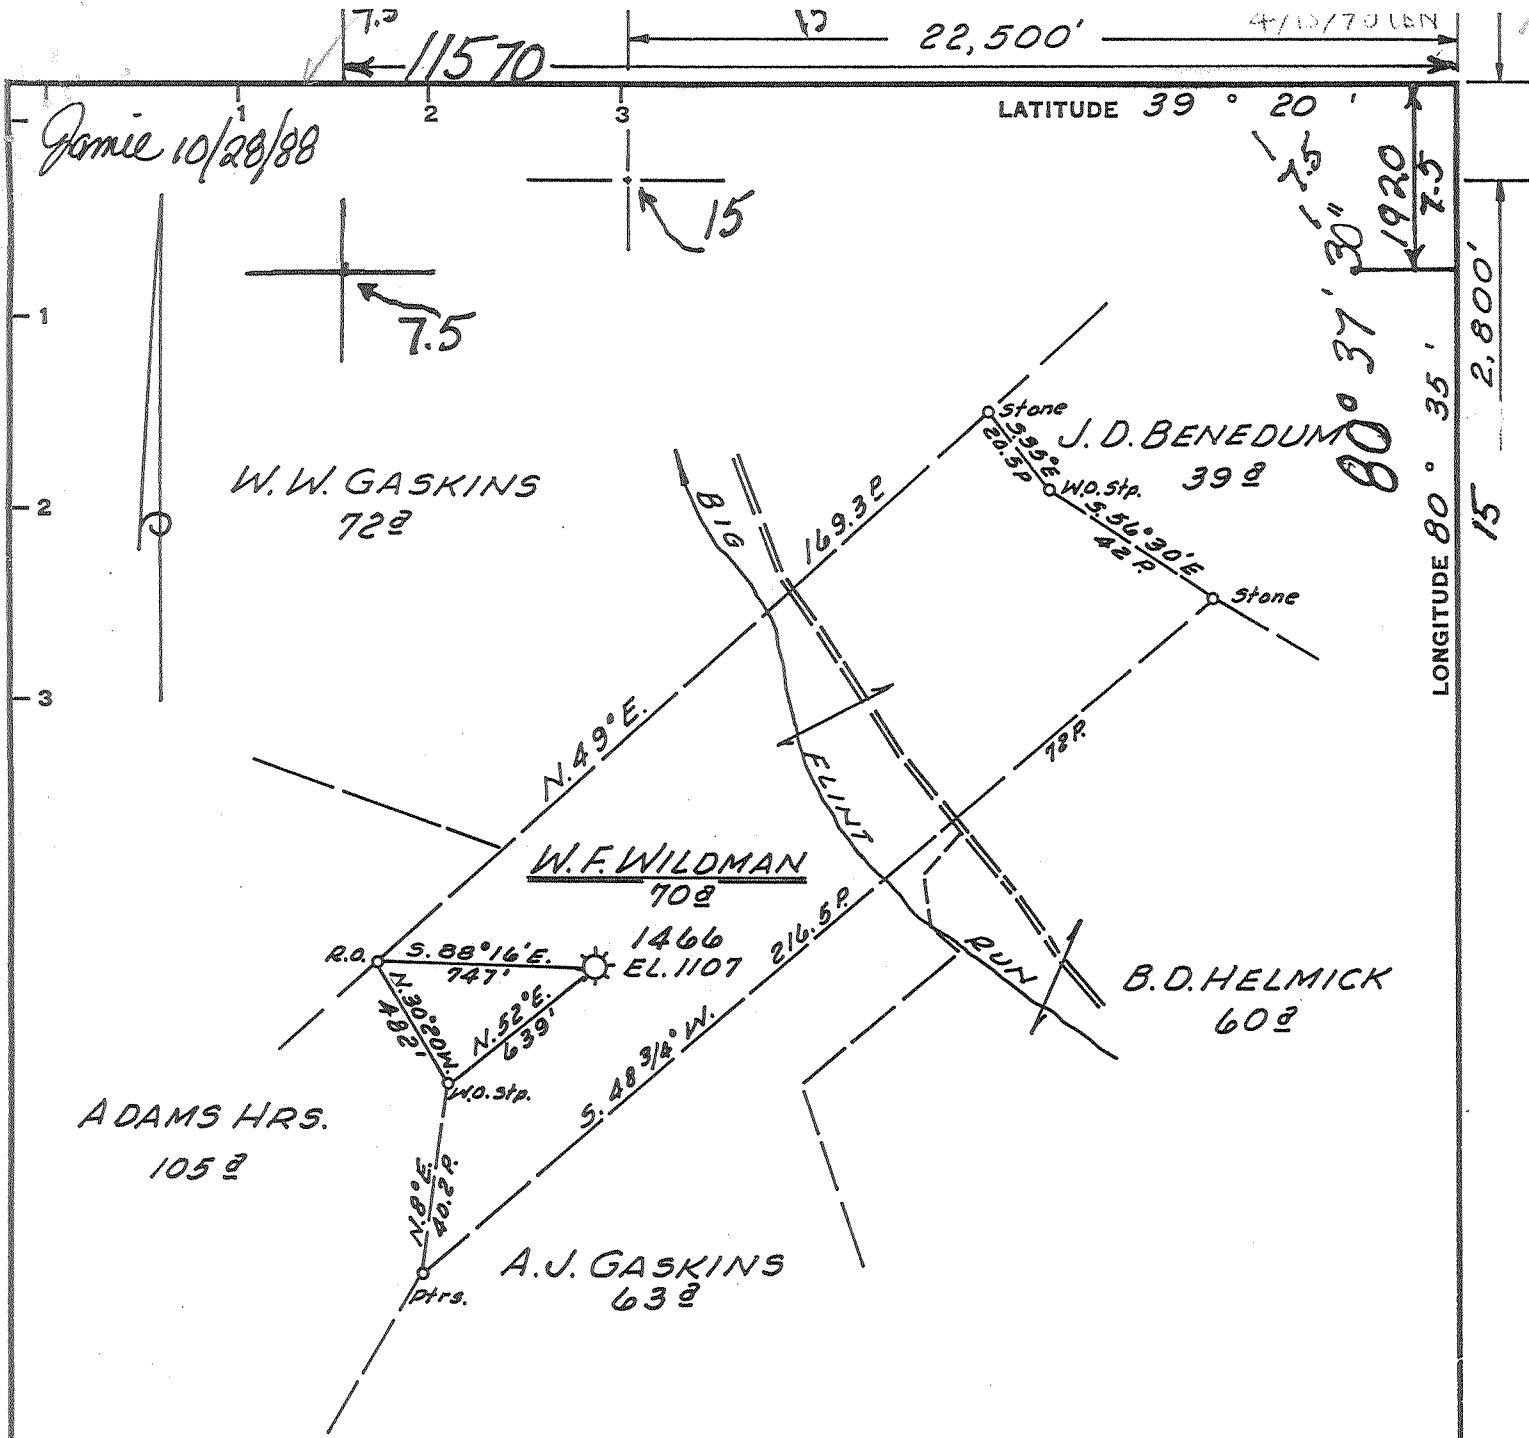 7.5
15
22,500'
11570
1
2
3
LATITUDE 39 ° 20 '
Jamie 10/28/88
7.5
1920
7.5
15
7.5
80° 37' 30"
2,800'
15
LONGITUDE 80 ° 35 '
1
2
3
Stone
S.35°E
20.5P
J.D. BENEDUM
39 a
W.O. Stp.
S.56°30'E
42 P.
Stone
W.W. GASKINS
72 a
BIG
FLINT
RUN
169.3 P.
N.49°E.
78 P.
W.F. WILDMAN
70 a
1466
EL. 1107
R.O.
S. 88°16'E.
747'
N.30°20W.
482'
N.52°E.
639'
W.O. Stp.
216.5 P.
S. 48 3/4° W.
B.D. HELMICK
60 a
ADAMS HRS.
105 a
N.8°E.
40.2 P.
Ptrs.
A.J. GASKINS
63 a